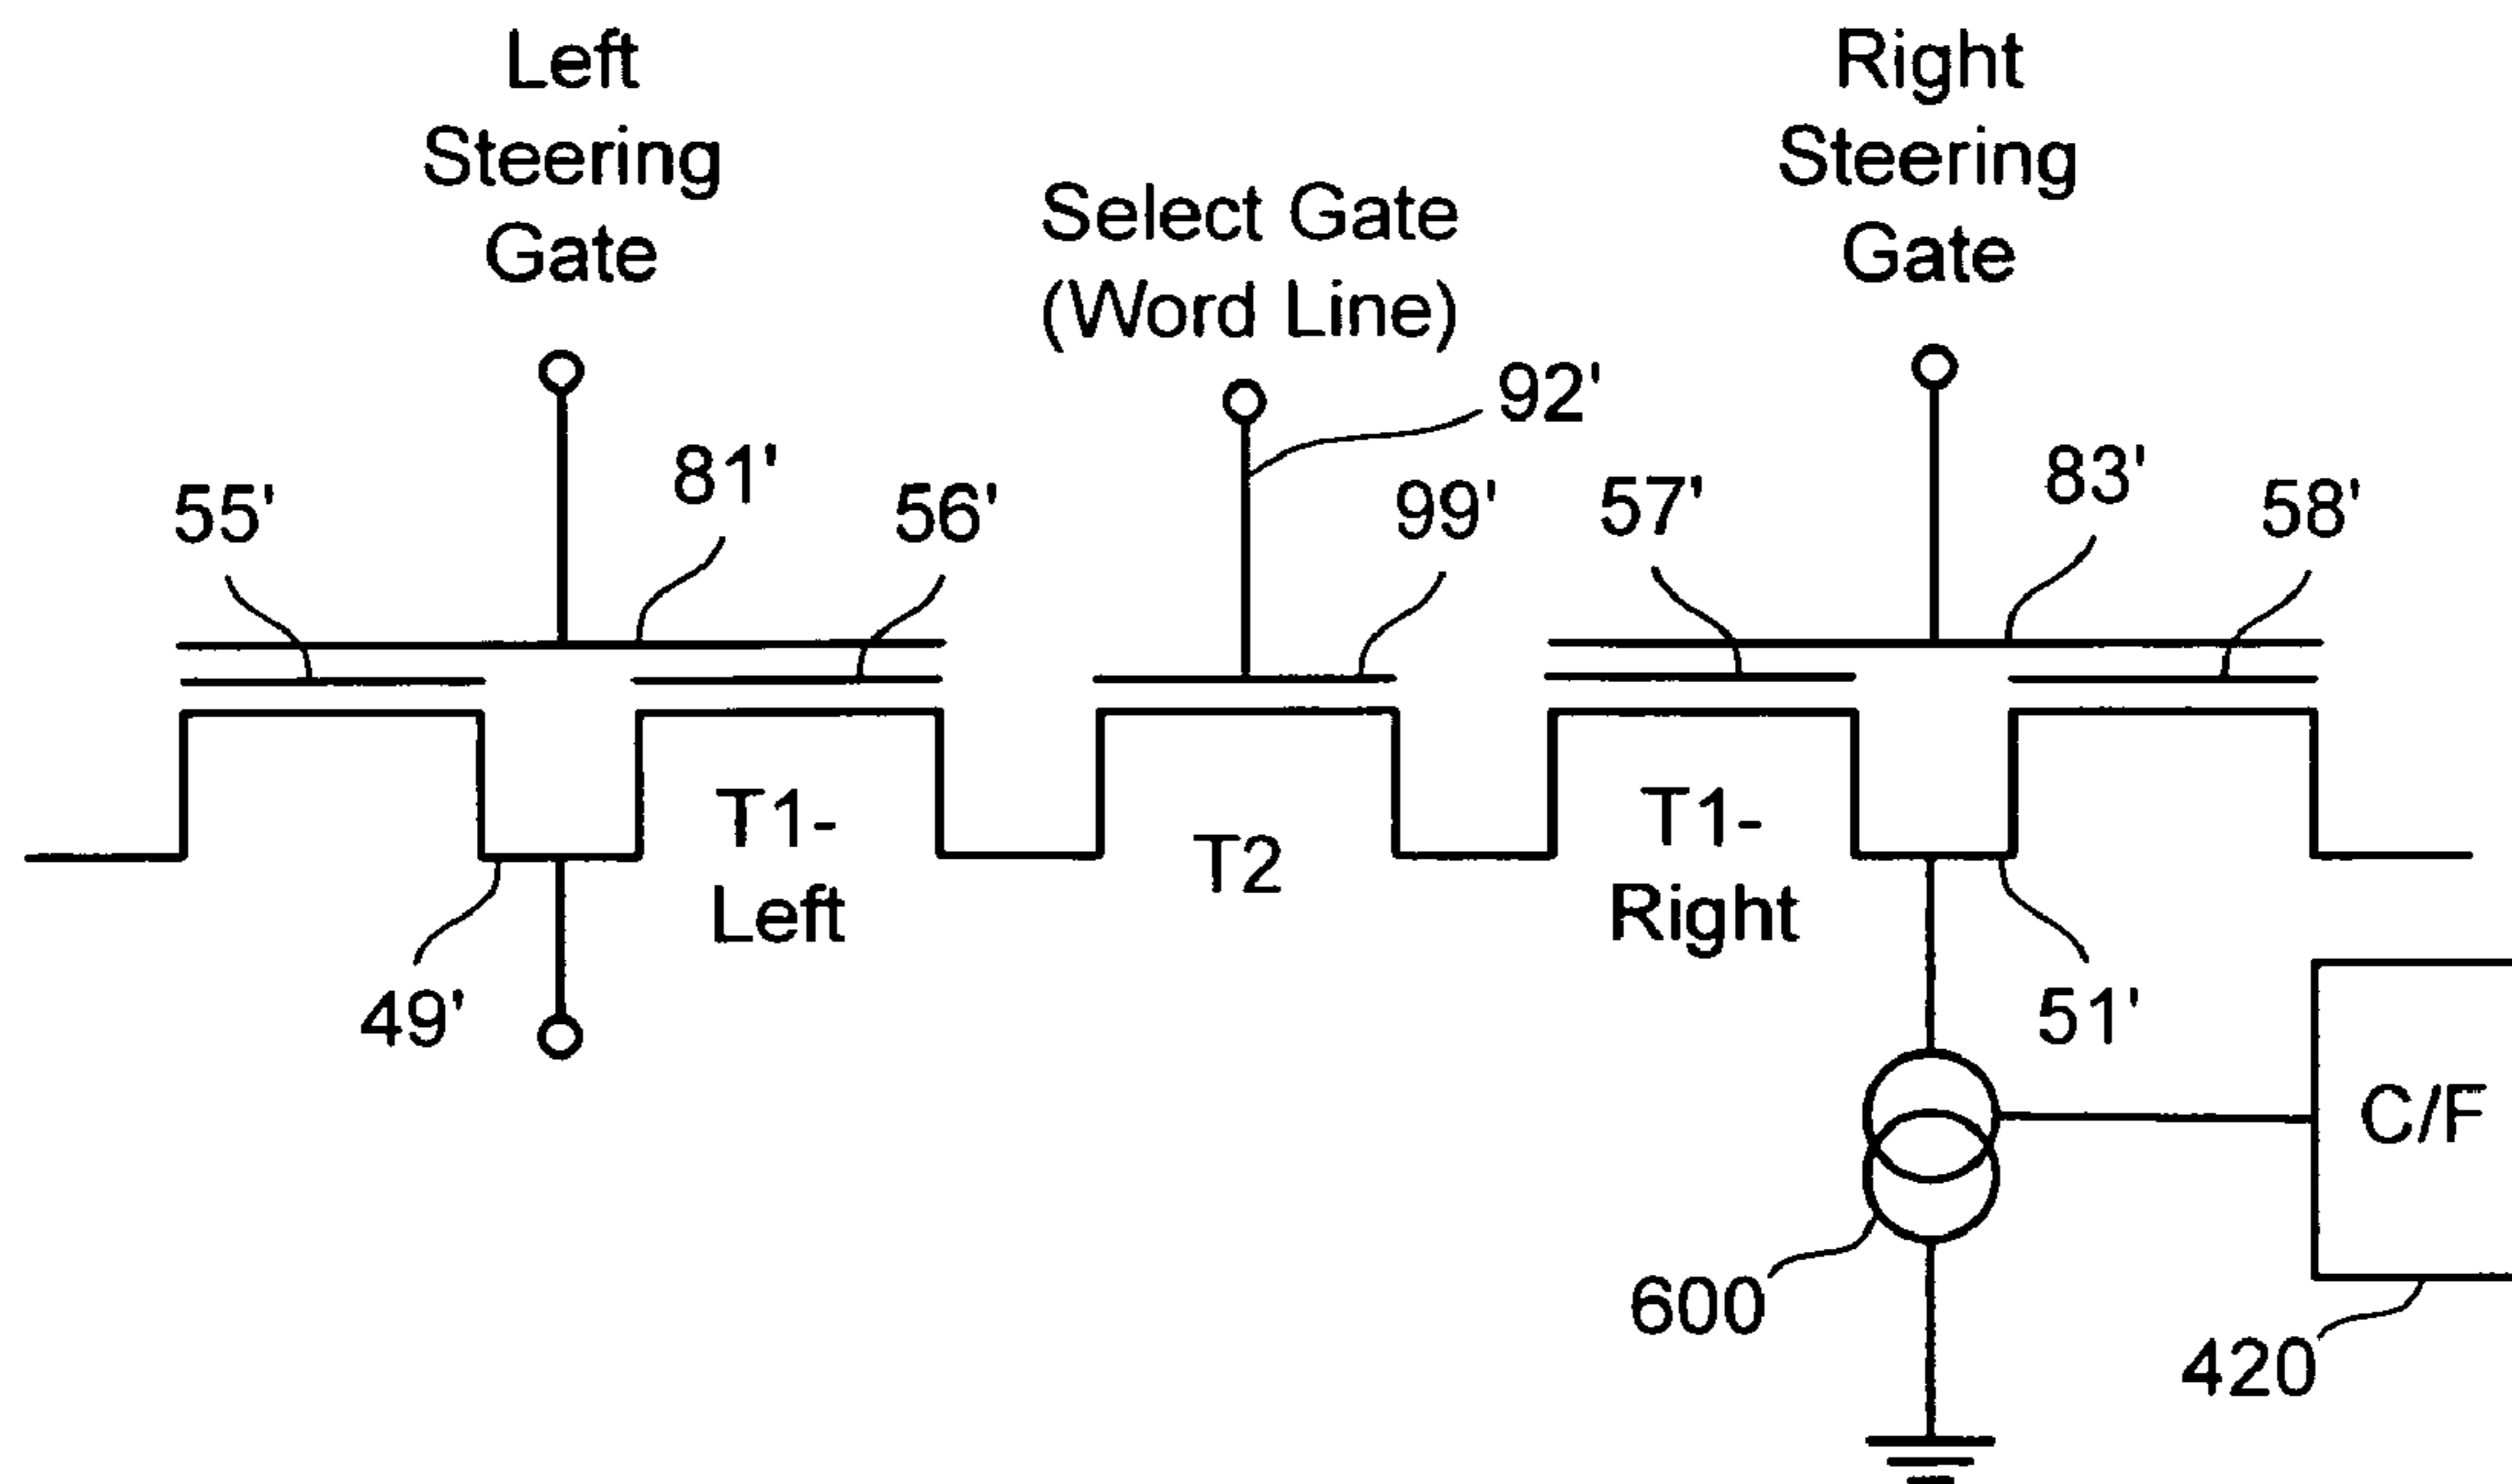 Left
Steering
Gate
Select Gate
(Word Line)
Right
Steering
Gate
92'
81'
83'
55'
56'
99'
57'
58'
T1-
Left
T2
T1-
Right
49'
51'
C/F
600
420